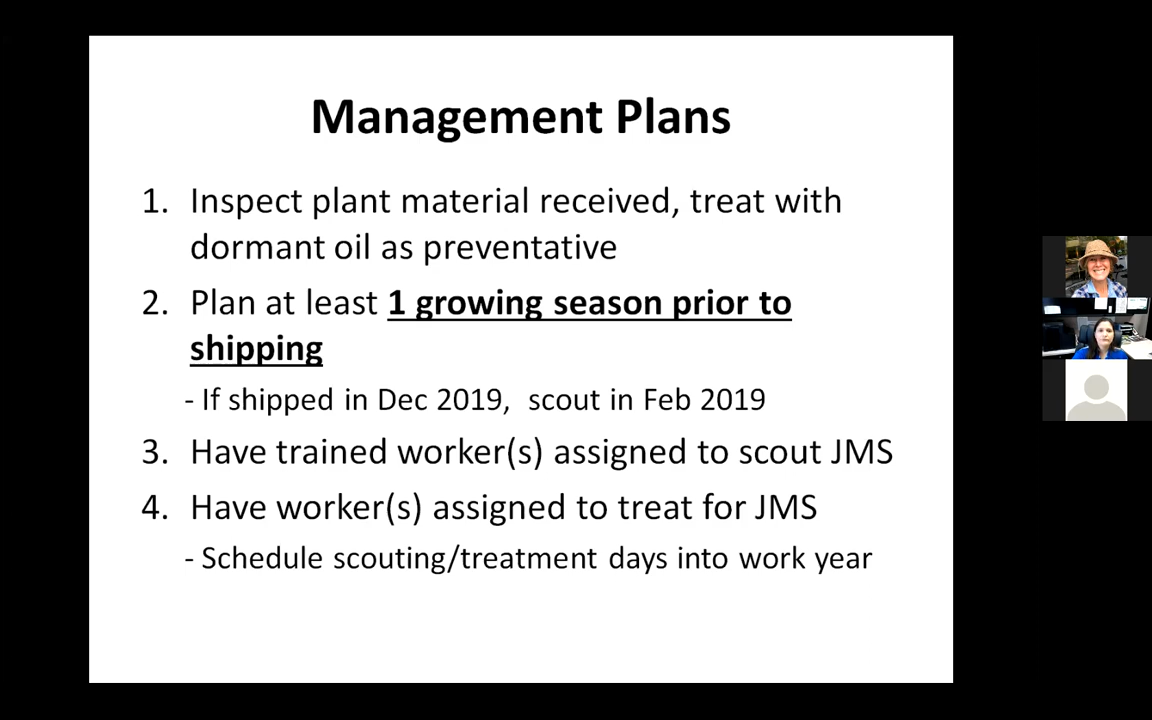 Management Plans
1. Inspect plant material received, treat with
dormant oil as preventative
2. Plan at least 1 growing season prior to
shipping
- If shipped in Dec 2019, scout in Feb 2019
3. Have trained worker(s) assigned to scout JMS
4. Have worker(s) assigned to treat for JMS
- Schedule scouting/treatment days into work year